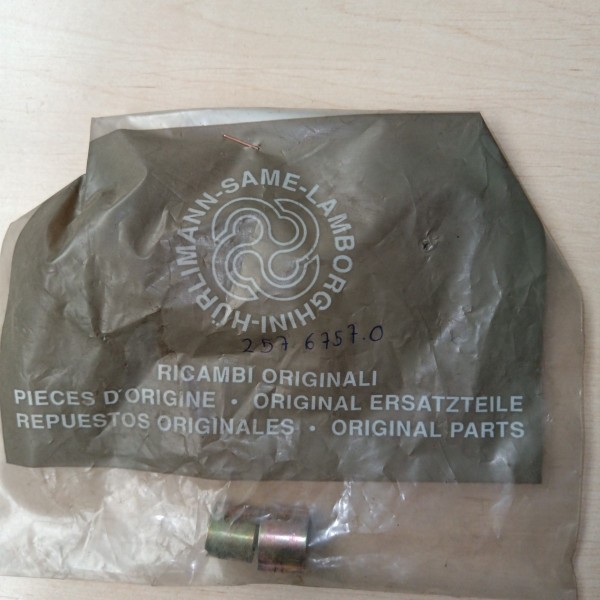 HÜRLIMANN-SAME-LAMBORGHINI-
257 6757.0
RICAMBI ORIGINALI
PIECES D'ORIGINE · ORIGINAL ERSATZTEILE
REPUESTOS ORIGINALES · ORIGINAL PARTS